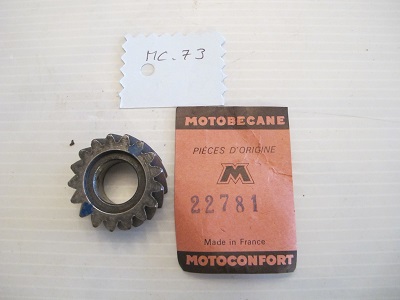 MC.73
MOTOBECANE
PIÈCES D'ORIGINE
M
22781
Made in France
MOTOCONFORT